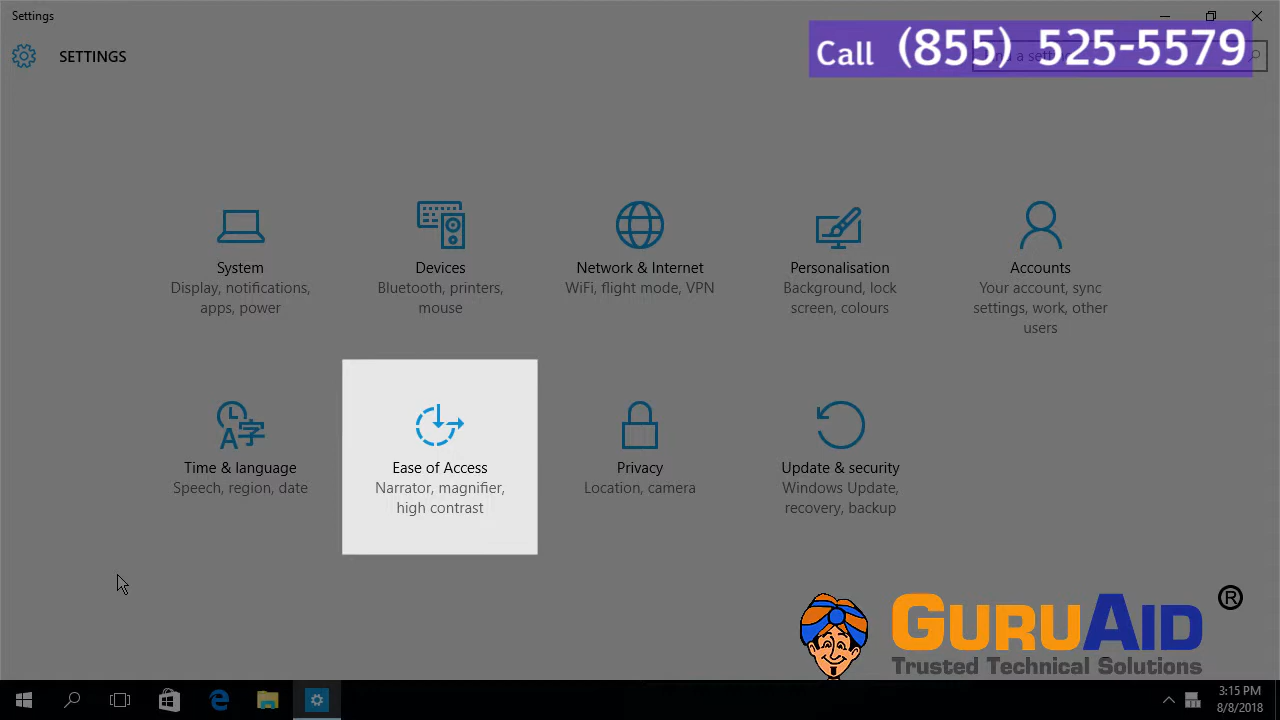 Settings
SETTINGS
Call (855) 525-5579
System
Display, notifications,
apps, power
Devices
Bluetooth, printers,
mouse
Network & Internet
WiFi, flight mode, VPN
Personalisation
Background, lock
screen, colours
Accounts
Your account, sync
settings, work, other
users
Time & language
Speech, region, date
Ease of Access
Narrator, magnifier,
high contrast
Privacy
Location, camera
Update & security
Windows Update,
recovery, backup
GURUAID ®
Trusted Technical Solutions
3:15 PM
8/8/2018